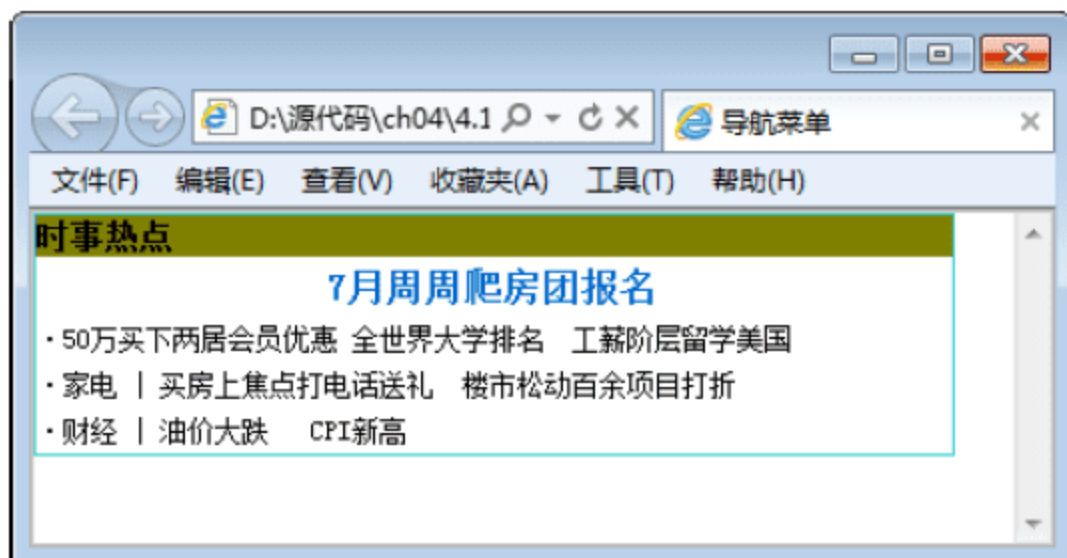 D:\源代码\ch04\4.1
导航菜单
文件(F) 编辑(E) 查看(V) 收藏夹(A) 工具(T) 帮助(H)
时事热点
7月周周爬房团报名
·50万买下两居会员优惠 全世界大学排名 工薪阶层留学美国
·家电 | 买房上焦点打电话送礼 楼市松动百余项目打折
·财经 | 油价大跌 CPI新高